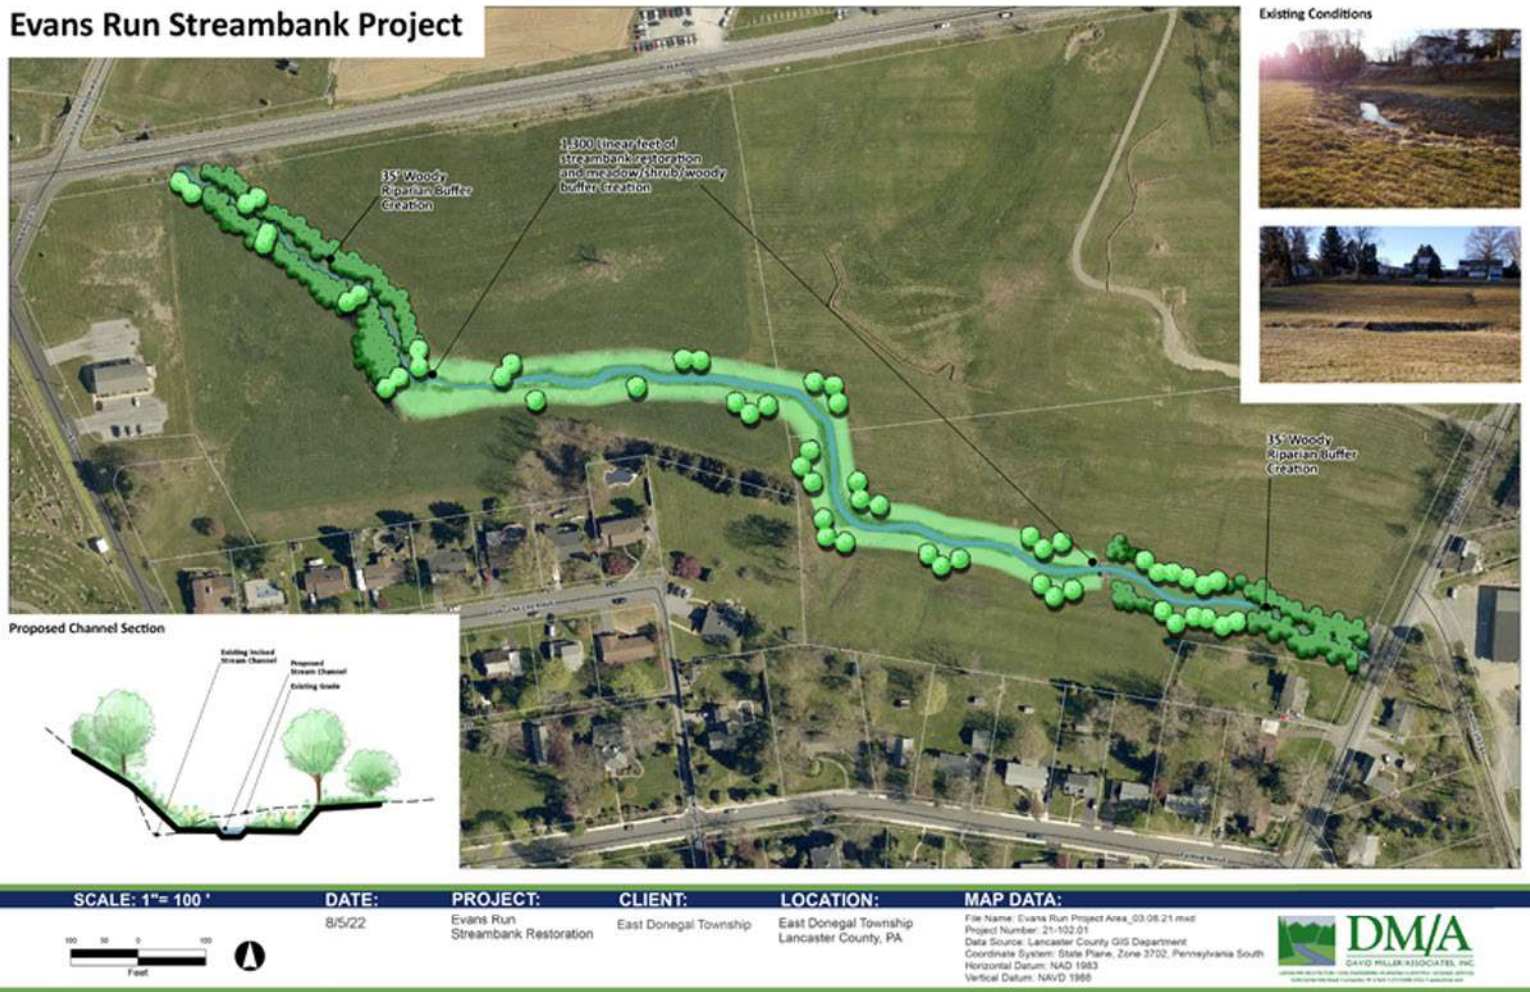 Evans Run Streambank Project
Existing Conditions
1,300 Linear feet of
streambank restoration
and meadow/shrub/woody
buffer Creation
35' Woody
Riparian Buffer
Creation
35' Woody
Riparian Buffer
Creation
Proposed Channel Section
Existing Incised
Stream Channel
Proposed
Stream Channel
Existing Grade
SCALE: 1"= 100 '
100 50 0 100
Feet
DATE:
8/5/22
PROJECT:
Evans Run
Streambank Restoration
CLIENT:
East Donegal Township
LOCATION:
East Donegal Township
Lancaster County, PA
MAP DATA:
File Name: Evans Run Project Area_03.08.21.mxd
Project Number: 21-102.01
Data Source: Lancaster County GIS Department
Coordinate System: State Plane, Zone 3702, Pennsylvania South
Horizontal Datum: NAD 1983
Vertical Datum: NAVD 1988
DM/A
DAVID MILLER/ASSOCIATES, INC.